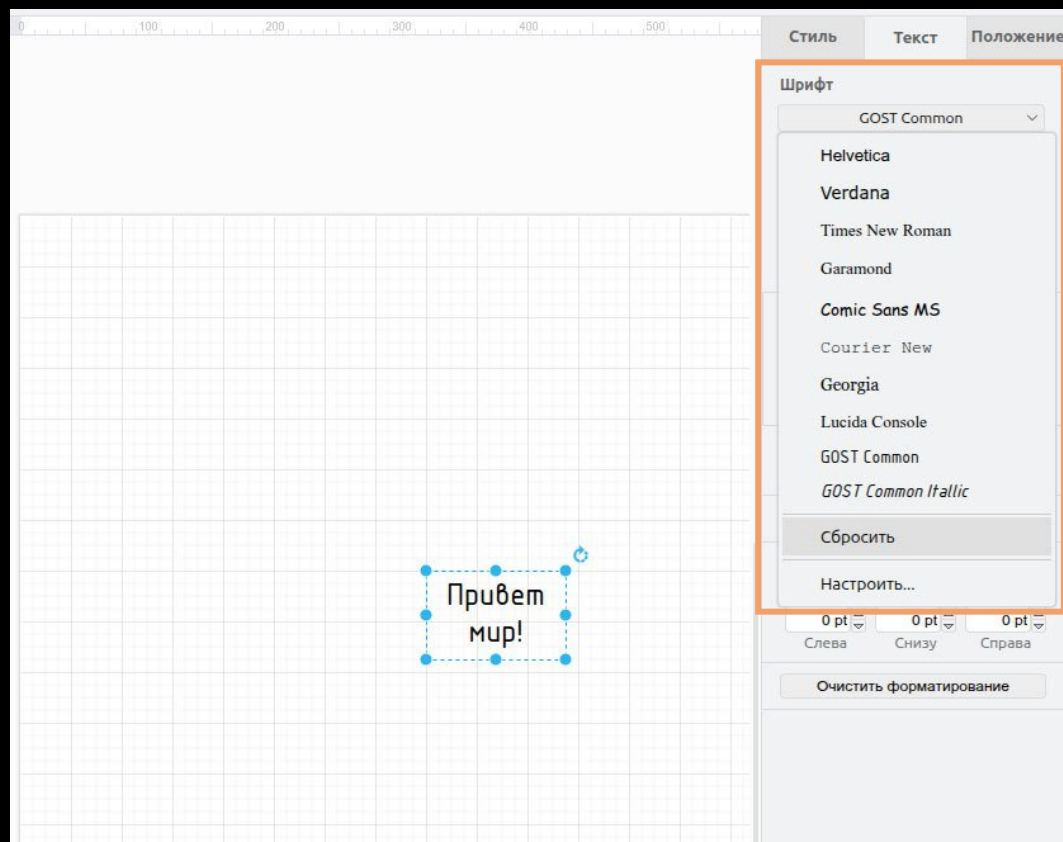 0 100 200 300 400 500
Стиль Текст Положение
Шрифт
GOST Common
Helvetica
Verdana
Times New Roman
Garamond
Comic Sans MS
Courier New
Georgia
Lucida Console
GOST Common
GOST Common Itallic
Сбросить
Настроить...
Привет
мир!
0 pt 0 pt 0 pt
Слева Снизу Справа
Очистить форматирование